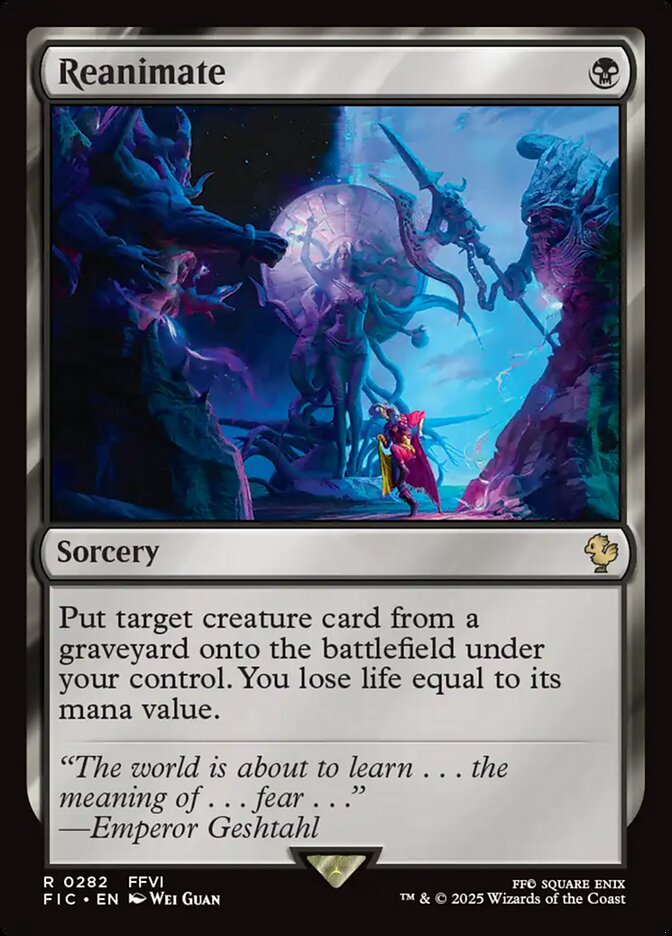 Reanimate
Sorcery
Put target creature card from a
graveyard onto the battlefield under
your control. You lose life equal to its
mana value.
“The world is about to learn . . . the
meaning of . . . fear . . .”
—Emperor Geshtahl
R 0282 FFVI
FIC • EN Wei Guan
FF© SQUARE ENIX
™ & © 2025 Wizards of the Coast